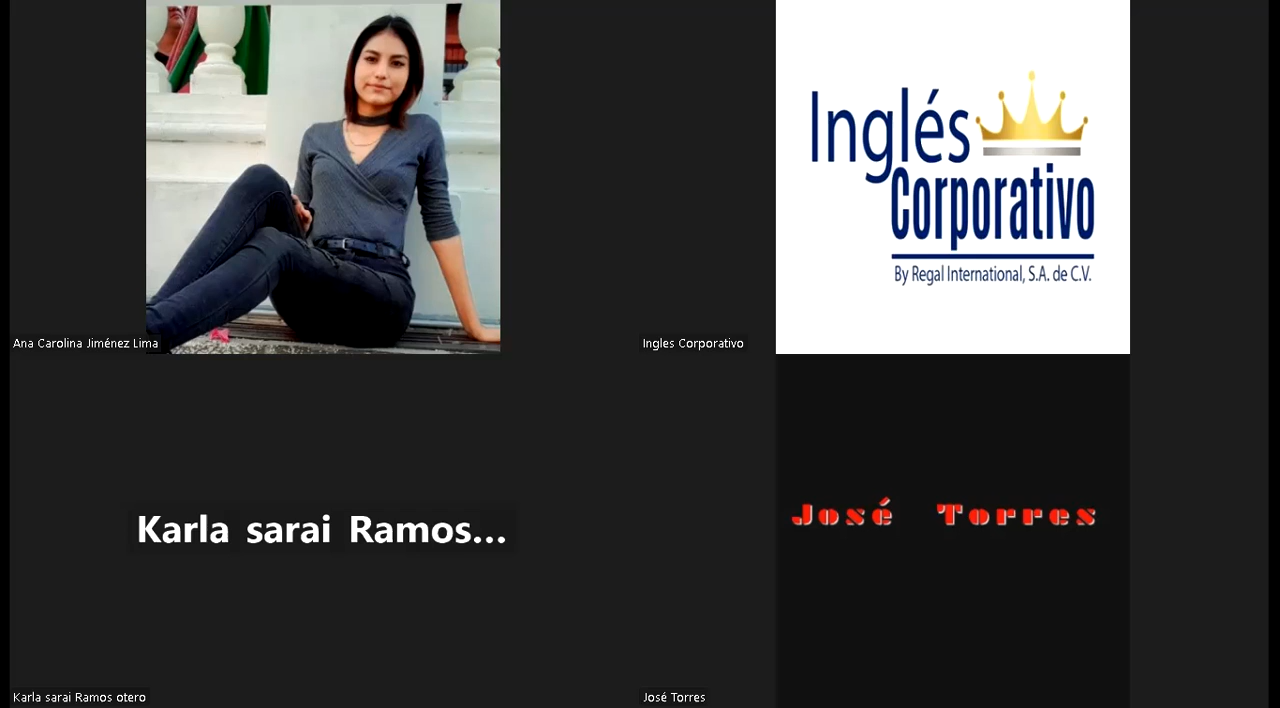 Inglés
Corporativo
By Regal International, S.A. de C.V.
Ana Carolina Jiménez Lima
Ingles Corporativo
Karla sarai Ramos...
José Torres
Karla sarai Ramos otero
José Torres